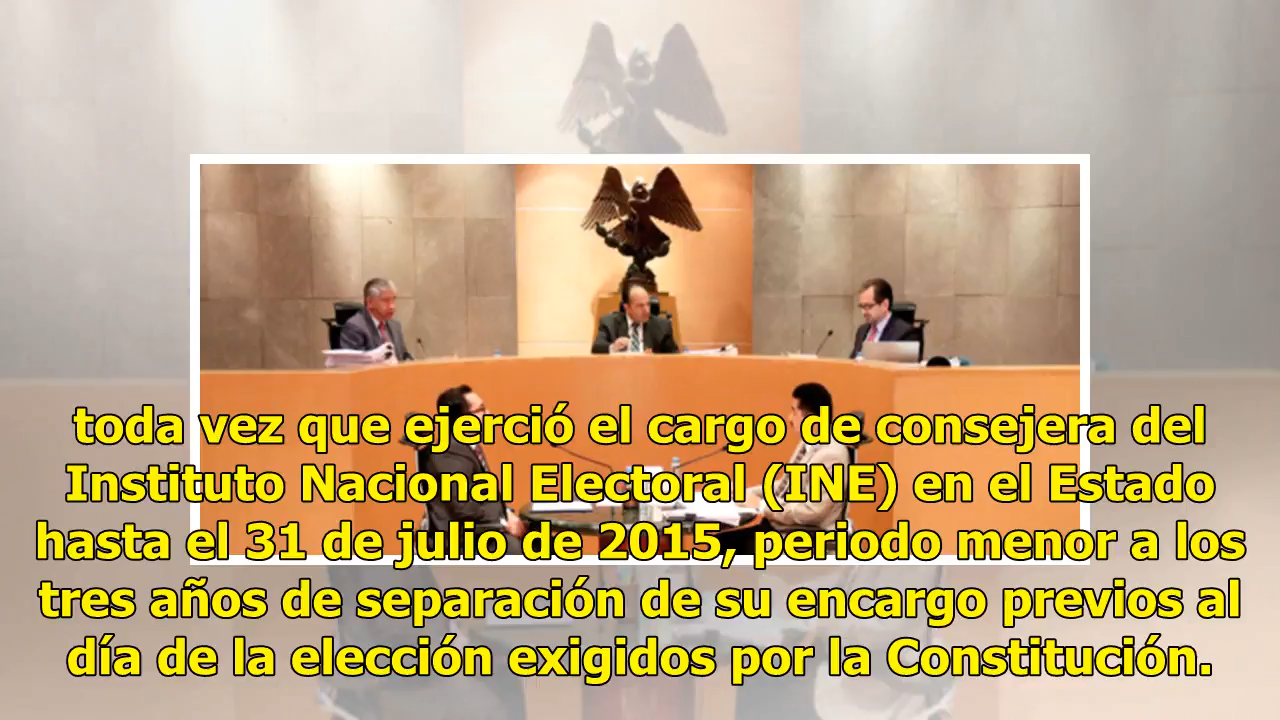 toda vez que ejerció el cargo de consejera del
Instituto Nacional Electoral (INE) en el Estado
hasta el 31 de julio de 2015, periodo menor a los
tres años de separación de su encargo previos al
día de la elección exigidos por la Constitución.